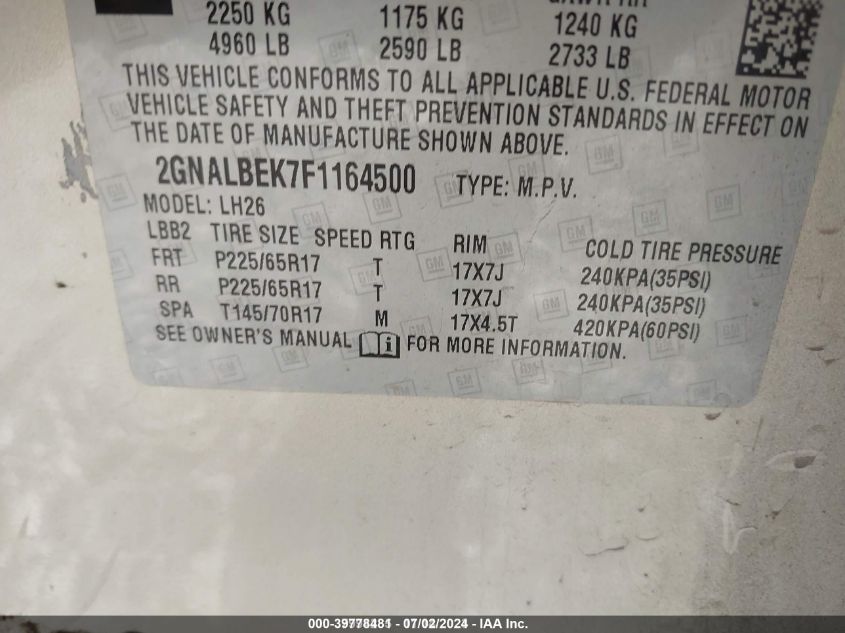 2250 KG 1175 KG 1240 KG
4960 LB 2590 LB 2733 LB
THIS VEHICLE CONFORMS TO ALL APPLICABLE U.S. FEDERAL MOTOR
VEHICLE SAFETY AND THEFT PREVENTION STANDARDS IN EFFECT ON
THE DATE OF MANUFACTURE SHOWN ABOVE.
2GNALBEK7F1164500 TYPE: M.P.V.
MODEL: LH26
LBB2 TIRE SIZE SPEED RTG RIM COLD TIRE PRESSURE
FRT P225/65R17 T 17X7J 240KPA(35PSI)
RR P225/65R17 T 17X7J 240KPA(35PSI)
SPA T145/70R17 M 17X4.5T 420KPA(60PSI)
SEE OWNER'S MANUAL i FOR MORE INFORMATION.
000-39778481 - 07/02/2024 - IAA Inc.